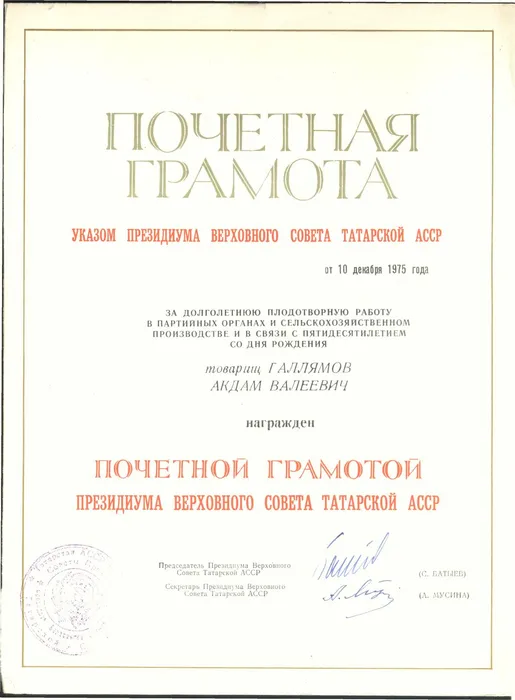 ПОЧЕТНАЯ
ГРАМОТА
УКАЗОМ ПРЕЗИДИУМА ВЕРХОВНОГО СОВЕТА ТАТАРСКОЙ АССР
от 10 декабря 1975 года
ЗА ДОЛГОЛЕТНЮЮ ПЛОДОТВОРНУЮ РАБОТУ
В ПАРТИЙНЫХ ОРГАНАХ И СЕЛЬСКОХОЗЯЙСТВЕННОМ
ПРОИЗВОДСТВЕ И В СВЯЗИ С ПЯТИДЕСЯТИЛЕТИЕМ
СО ДНЯ РОЖДЕНИЯ
товарищ ГАЛЛЯМОВ
АКДАМ ВАЛЕЕВИЧ
награжден
ПОЧЕТНОЙ ГРАМОТОЙ
ПРЕЗИДИУМА ВЕРХОВНОГО СОВЕТА ТАТАРСКОЙ АССР
Председатель Президиума Верховного
Совета Татарской АССР
(С. БАТЫЕВ)
Секретарь Президиума Верховного
Совета Татарской АССР
(А. МУСИНА)